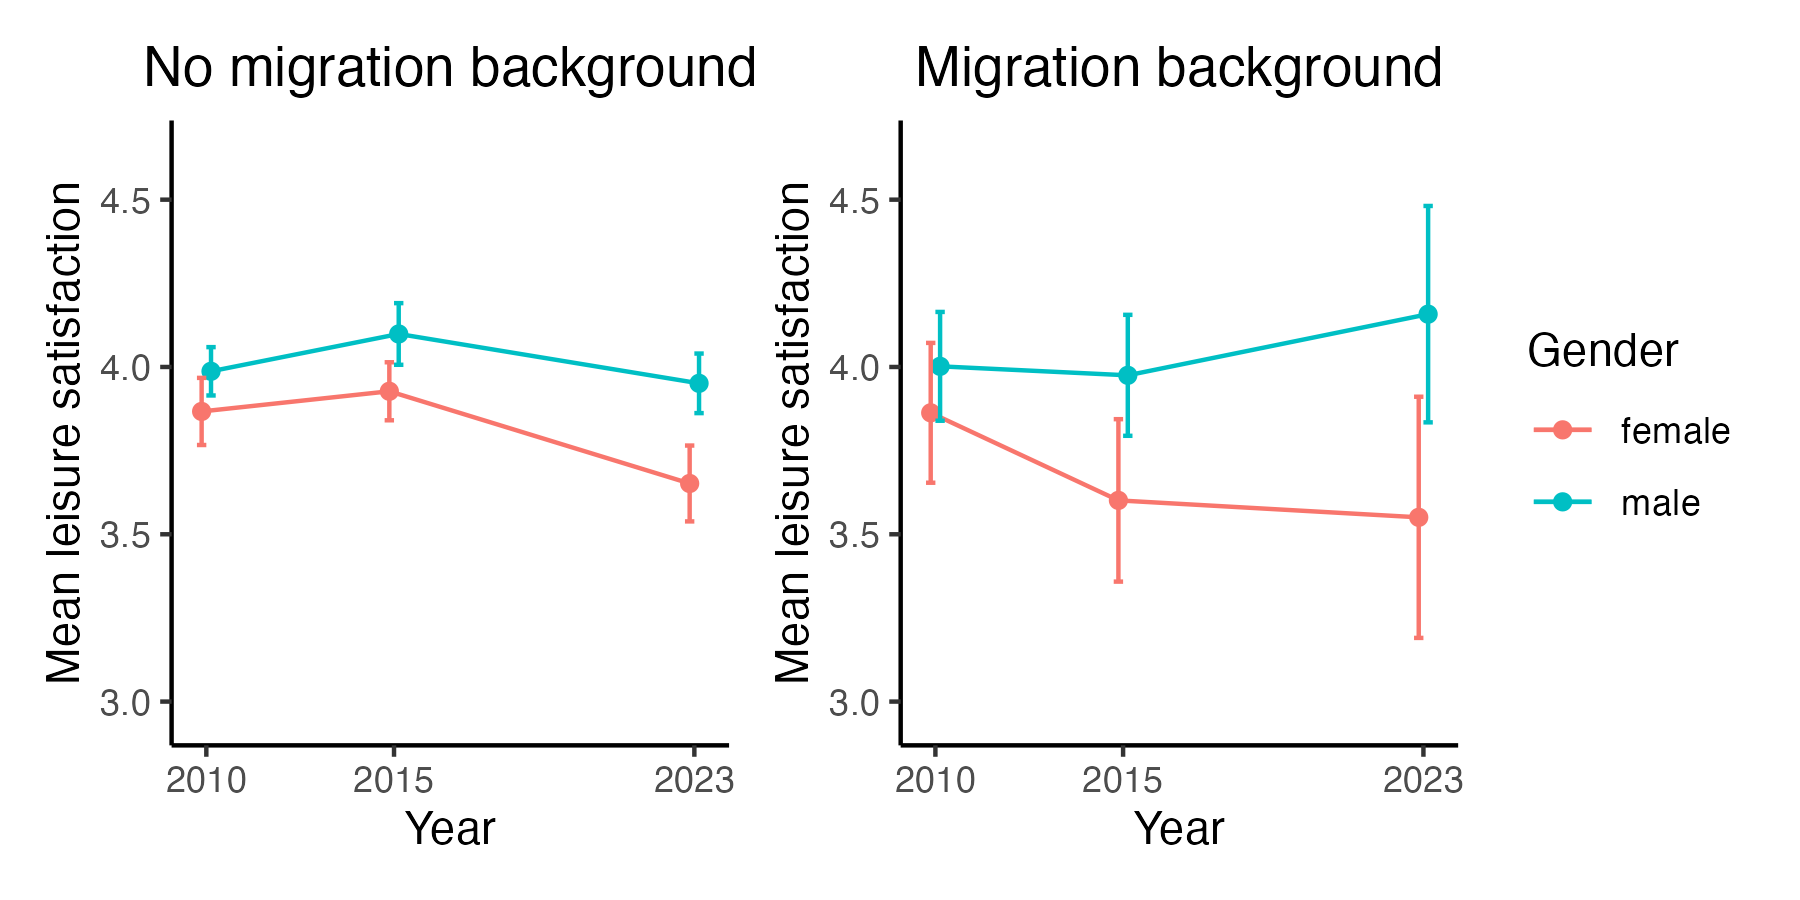 No migration background
Mean leisure satisfaction
4.5
4.0
3.5
3.0
2010 2015 2023
Year
Migration background
Mean leisure satisfaction
4.5
4.0
3.5
3.0
2010 2015 2023
Year
Gender
female
male